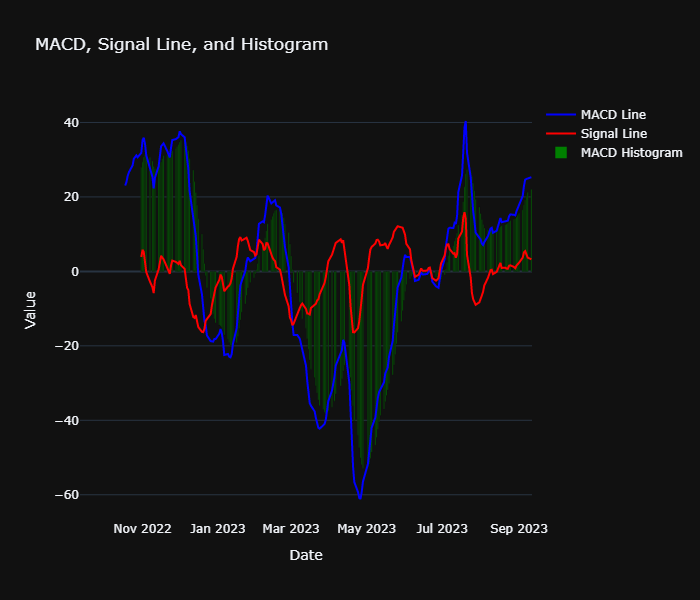 MACD, Signal Line, and Histogram
MACD Line
Signal Line
MACD Histogram
40
20
0
−20
−40
−60
Value
Nov 2022 Jan 2023 Mar 2023 May 2023 Jul 2023 Sep 2023
Date